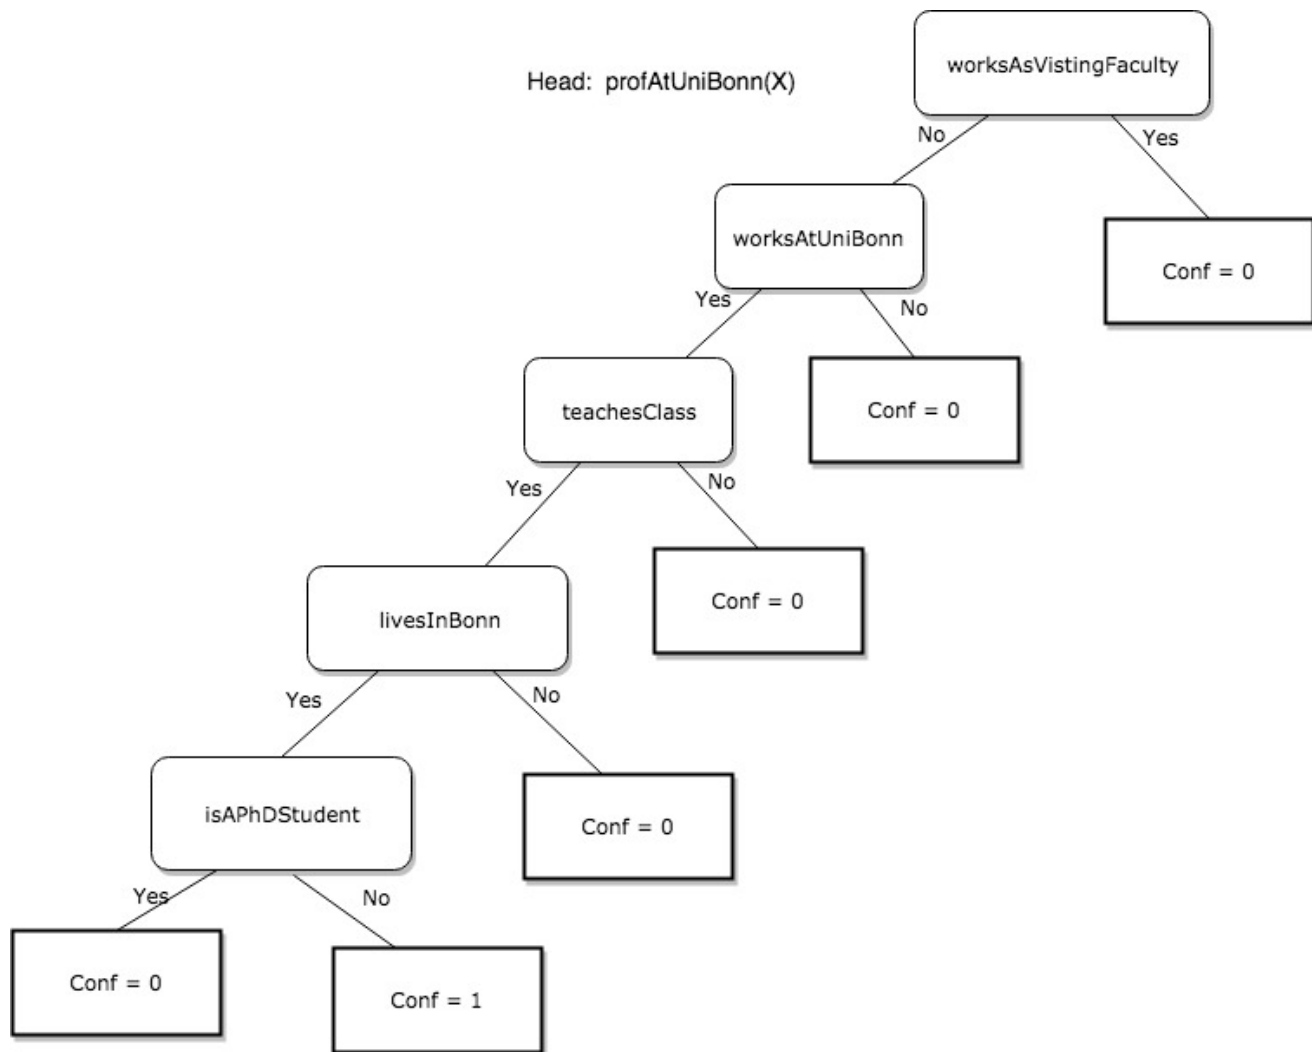 worksAsVistingFaculty
Head: profAtUniBonn(X)
No
Yes
worksAtUniBonn
Conf = 0
Yes
No
teachesClass
Conf = 0
Yes
No
livesInBonn
Conf = 0
Yes
No
isAPhDStudent
Conf = 0
Yes
No
Conf = 0
Conf = 1